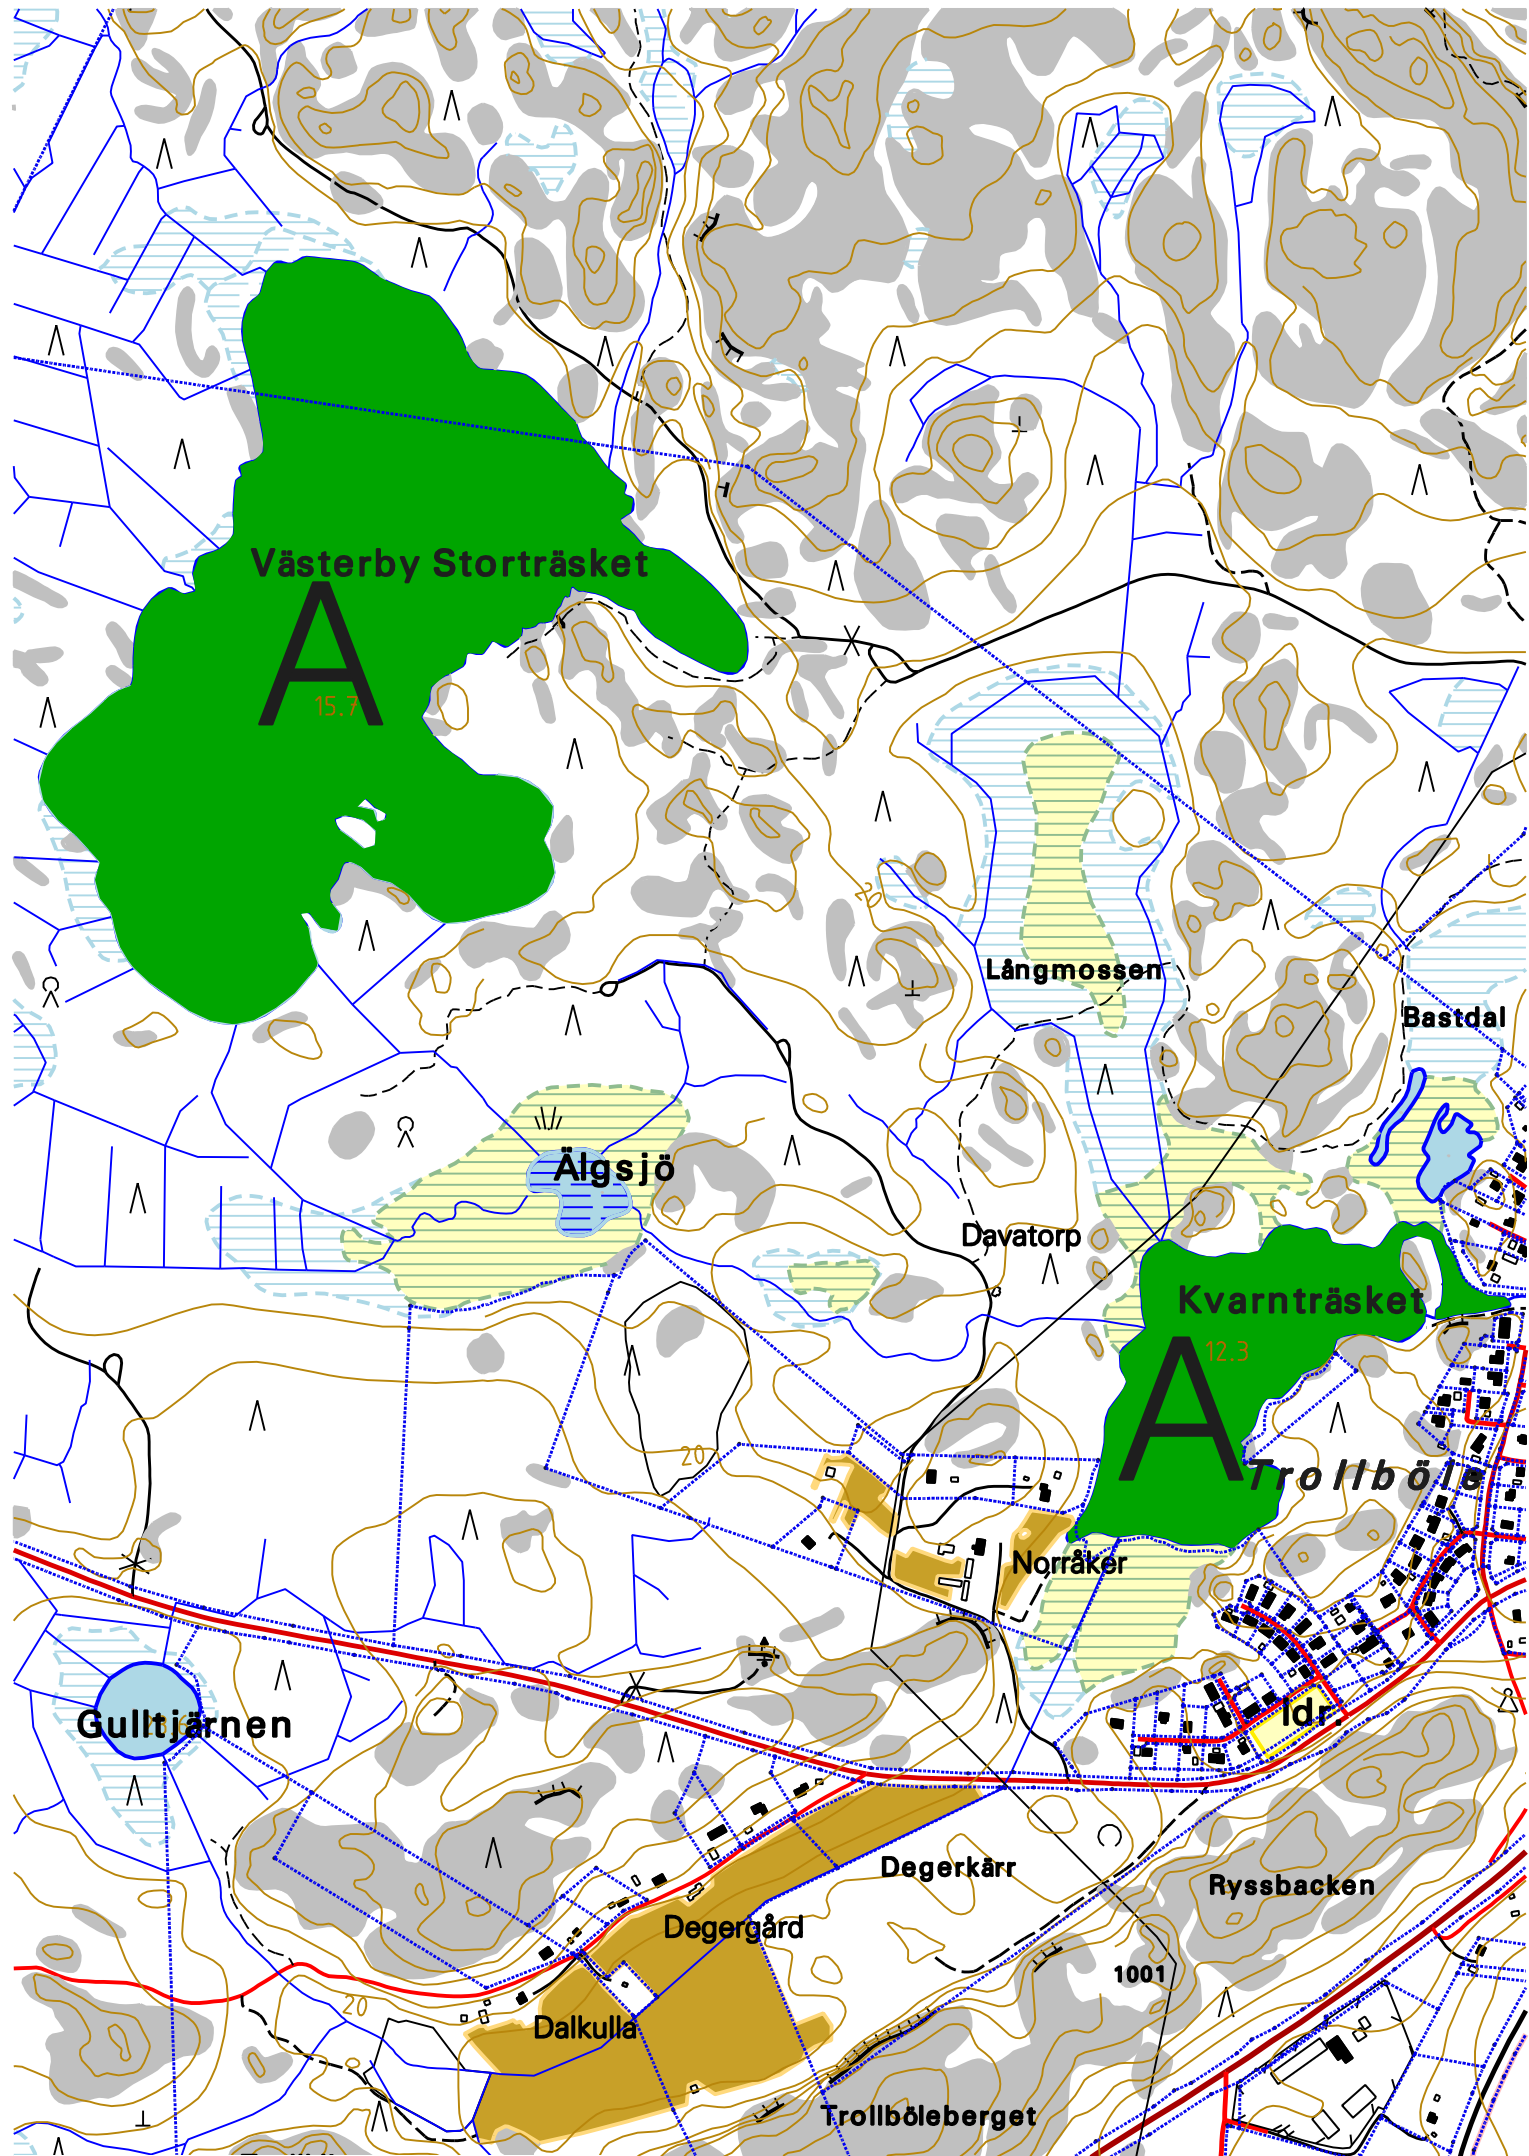 Västerby Storträsket
A
15.7
20
Långmossen
Bastdal
Älgsjö
Davatorp
Kvarnträsket
A
12.3
20
Trollböle
Norråker
Gulltjärnen
Idr.
Degerkärr
Ryssbacken
Degergård
1001
20
Dalkulla
Trollböleberget